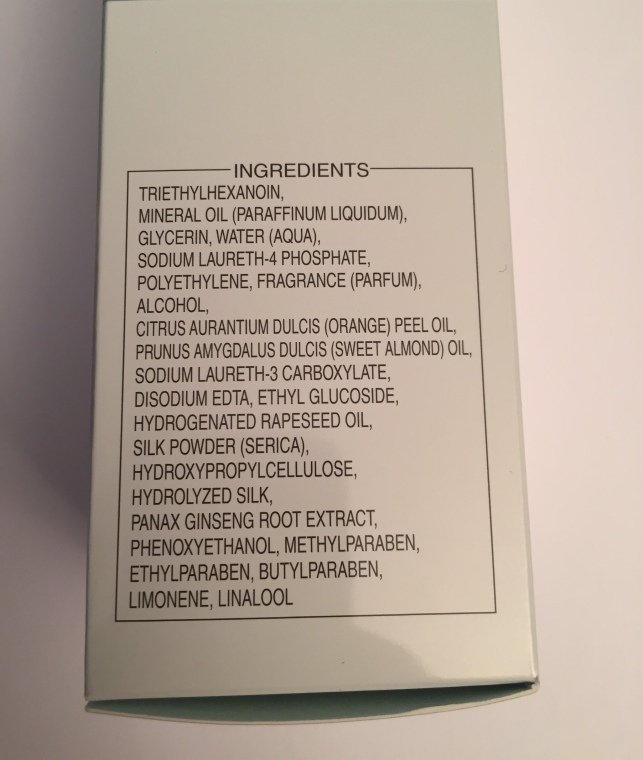 INGREDIENTS
TRIETHYLHEXANOIN,
MINERAL OIL (PARAFFINUM LIQUIDUM),
GLYCERIN, WATER (AQUA),
SODIUM LAURETH-4 PHOSPHATE,
POLYETHYLENE, FRAGRANCE (PARFUM),
ALCOHOL,
CITRUS AURANTIUM DULCIS (ORANGE) PEEL OIL,
PRUNUS AMYGDALUS DULCIS (SWEET ALMOND) OIL,
SODIUM LAURETH-3 CARBOXYLATE,
DISODIUM EDTA, ETHYL GLUCOSIDE,
HYDROGENATED RAPESEED OIL,
SILK POWDER (SERICA),
HYDROXYPROPYLCELLULOSE,
HYDROLYZED SILK,
PANAX GINSENG ROOT EXTRACT,
PHENOXYETHANOL, METHYLPARABEN,
ETHYLPARABEN, BUTYLPARABEN,
LIMONENE, LINALOOL